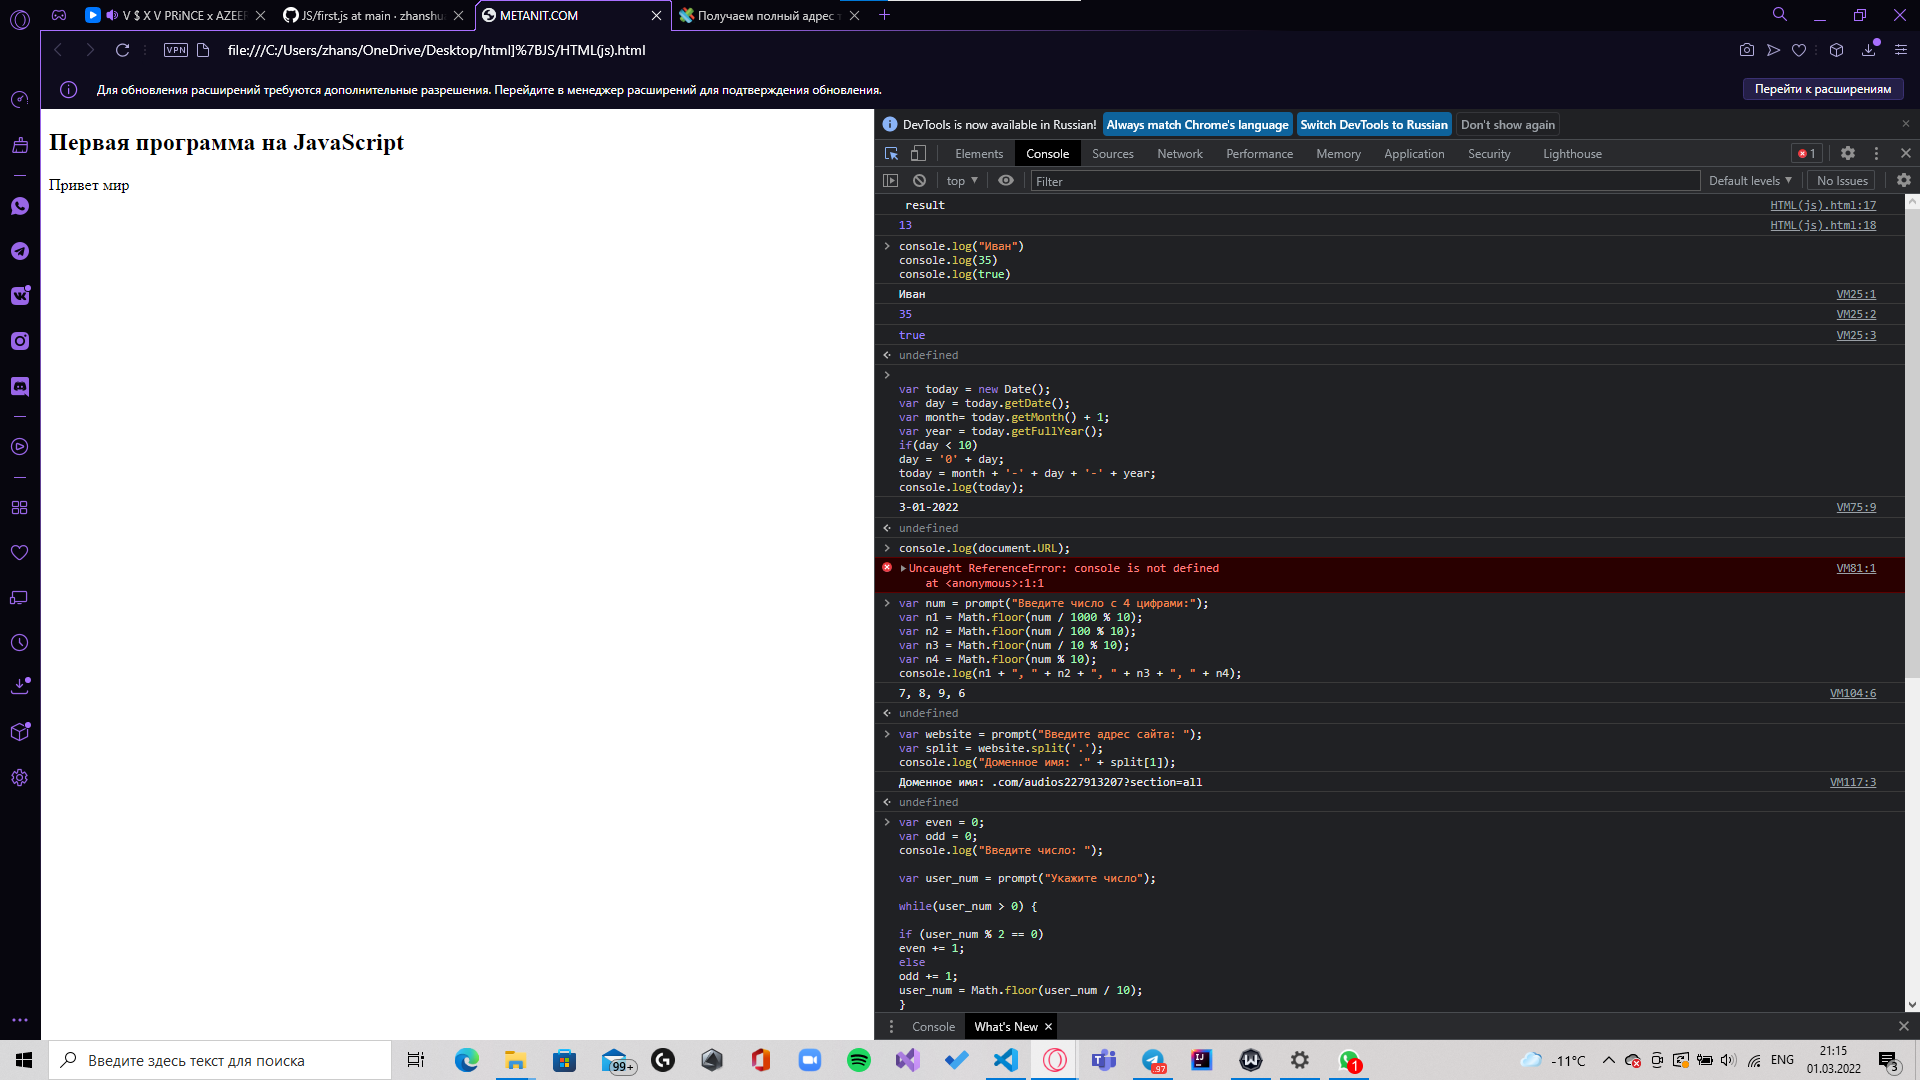 V $ X V PRiNCE x AZEER
JS/first.js at main · zhanshu
METANIT.COM
Получаем полный адрес т
VPN
file:///C:/Users/zhans/OneDrive/Desktop/html]%7BJS/HTML(js).html
Для обновления расширений требуются дополнительные разрешения. Перейдите в менеджер расширений для подтверждения обновления.
Перейти к расширениям
Первая программа на JavaScript
Привет мир
DevTools is now available in Russian!
Always match Chrome's language
Switch DevTools to Russian
Don't show again
Elements
Console
Sources
Network
Performance
Memory
Application
Security
Lighthouse
1
top
Filter
Default levels
No Issues
result HTML(js).html:17
13 HTML(js).html:18
console.log("Иван")
console.log(35)
console.log(true)
Иван VM25:1
35 VM25:2
true VM25:3
undefined
var today = new Date();
var day = today.getDate();
var month= today.getMonth() + 1;
var year = today.getFullYear();
if(day < 10)
day = '0' + day;
today = month + '-' + day + '-' + year;
console.log(today);
3-01-2022 VM75:9
undefined
console.log(document.URL);
Uncaught ReferenceError: console is not defined VM81:1
at <anonymous>:1:1
var num = prompt("Введите число с 4 цифрами:");
var n1 = Math.floor(num / 1000 % 10);
var n2 = Math.floor(num / 100 % 10);
var n3 = Math.floor(num / 10 % 10);
var n4 = Math.floor(num % 10);
console.log(n1 + ", " + n2 + ", " + n3 + ", " + n4);
7, 8, 9, 6 VM104:6
undefined
var website = prompt("Введите адрес сайта: ");
var split = website.split('.');
console.log("Доменное имя: ." + split[1]);
Доменное имя: .com/audios227913207?section=all VM117:3
undefined
var even = 0;
var odd = 0;
console.log("Введите число: ");
var user_num = prompt("Укажите число");
while(user_num > 0) {
if (user_num % 2 == 0)
even += 1;
else
odd += 1;
user_num = Math.floor(user_num / 10);
}
Console
What's New
Введите здесь текст для поиска
99+
.97
1
-11°C
ENG
21:15
01.03.2022
3